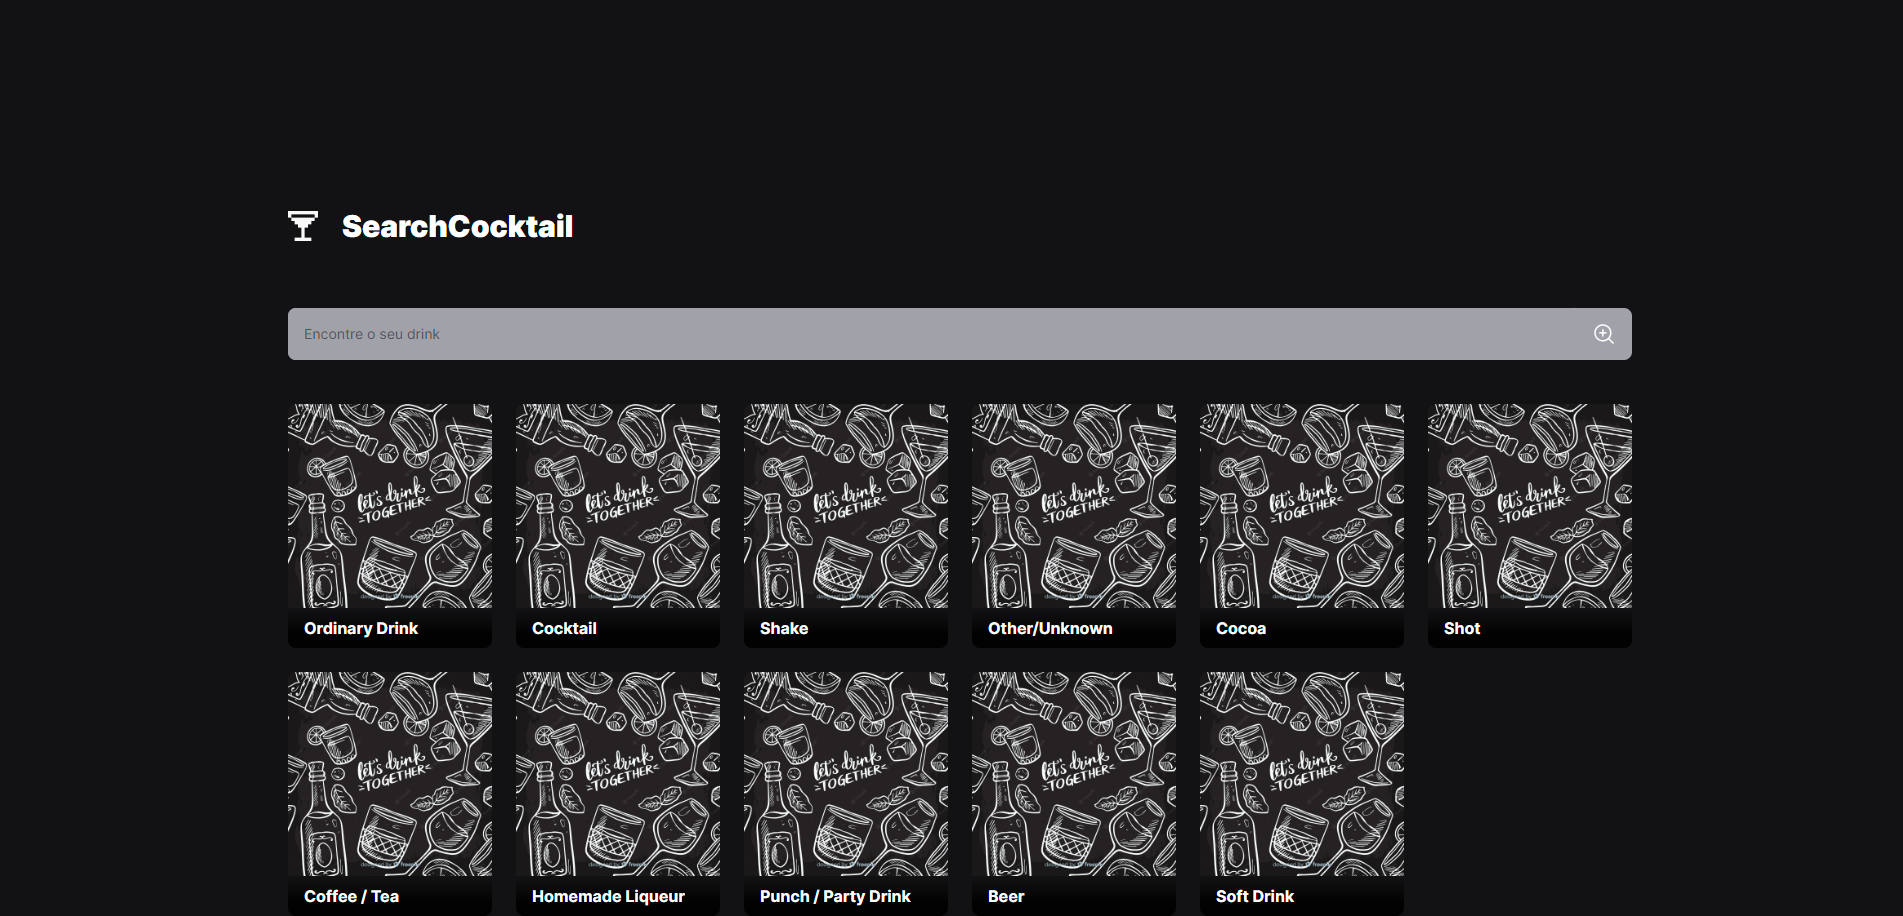 SearchCocktail
Encontre o seu drink
let's drink
TOGETHER
let's drink
TOGETHER
let's drink
TOGETHER
let's drink
TOGETHER
let's drink
TOGETHER
let's drink
TOGETHER
Ordinary Drink
Cocktail
Shake
Other/Unknown
Cocoa
Shot
let's drink
TOGETHER
let's drink
TOGETHER
let's drink
TOGETHER
let's drink
TOGETHER
let's drink
TOGETHER
Coffee / Tea
Homemade Liqueur
Punch / Party Drink
Beer
Soft Drink